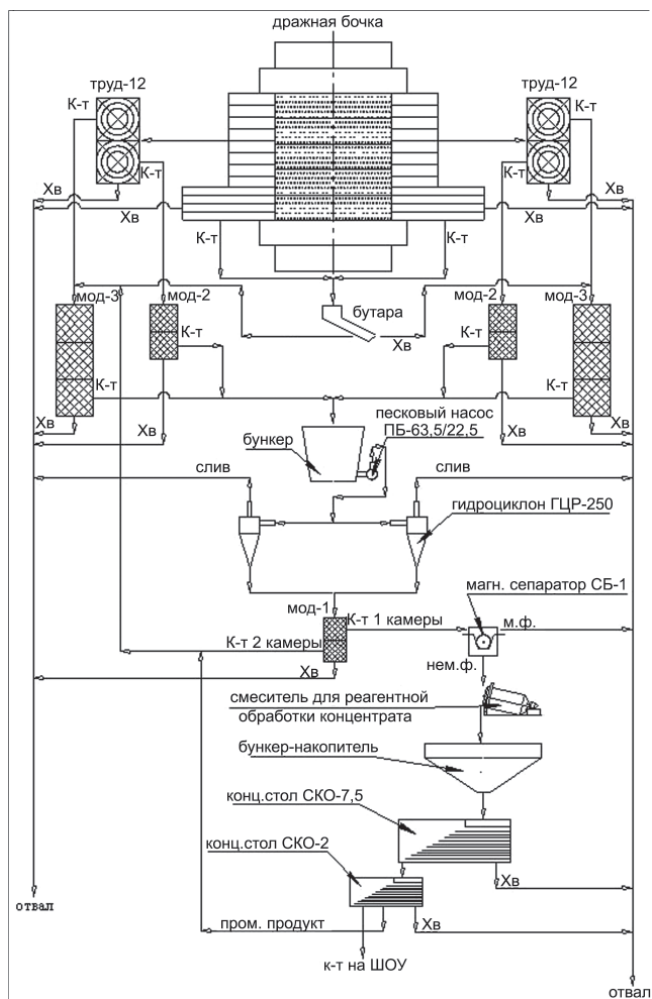 дражная бочка
труд-12
труд-12
К-т
К-т
К-т
К-т
Хв
Хв
Хв
Хв
К-т
К-т
мод-3
мод-2
бутара
мод-2
мод-3
К-т
Хв
К-т
К-т
К-т
Хв
Хв
Хв
Хв
песковый насос
ПБ-63,5/22,5
бункер
слив
слив
гидроциклон ГЦР-250
мод-1
магн. сепаратор СБ-1
К-т 1 камеры
м.ф.
К-т 2 камеры
Хв
нем.ф.
смеситель для реагентной
обработки концентрата
бункер-накопитель
конц.стол СКО-7,5
конц.стол СКО-2
Хв
отвал
пром. продукт
Хв
к-т на ШОУ
отвал